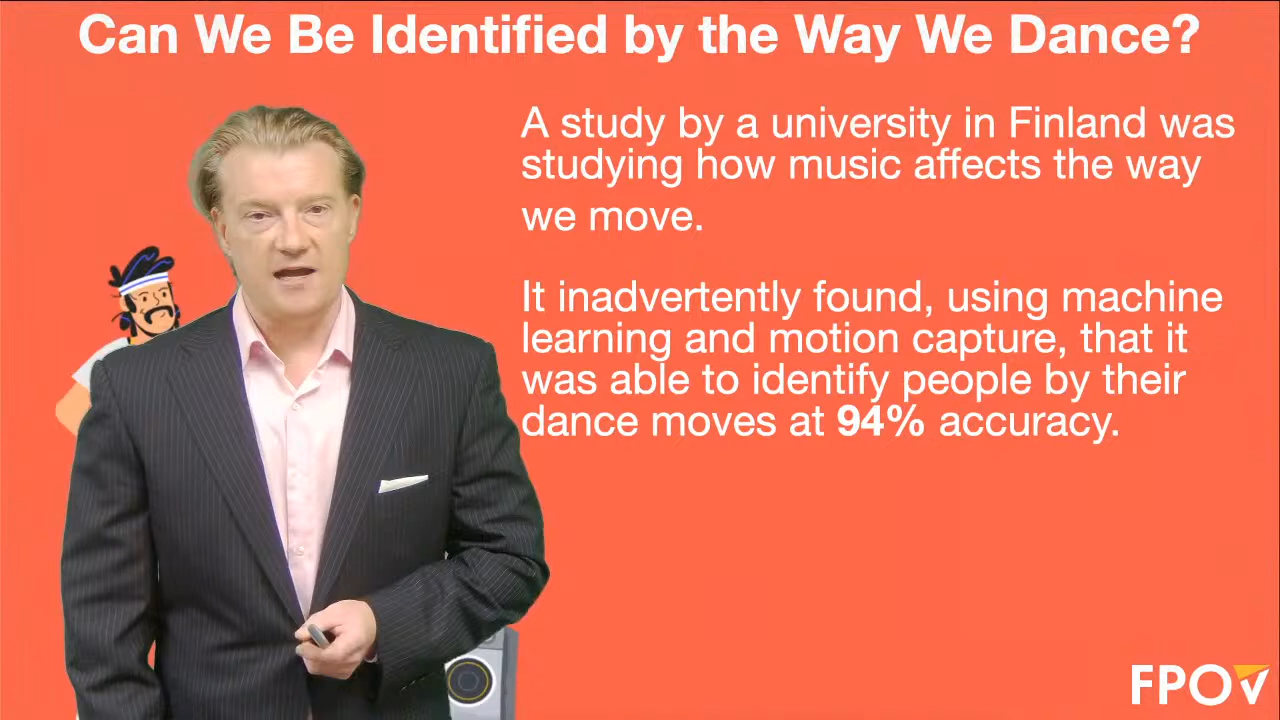 Can We Be Identified by the Way We Dance?
A study by a university in Finland was
studying how music affects the way
we move.
It inadvertently found, using machine
learning and motion capture, that it
was able to identify people by their
dance moves at 94% accuracy.
FPOV